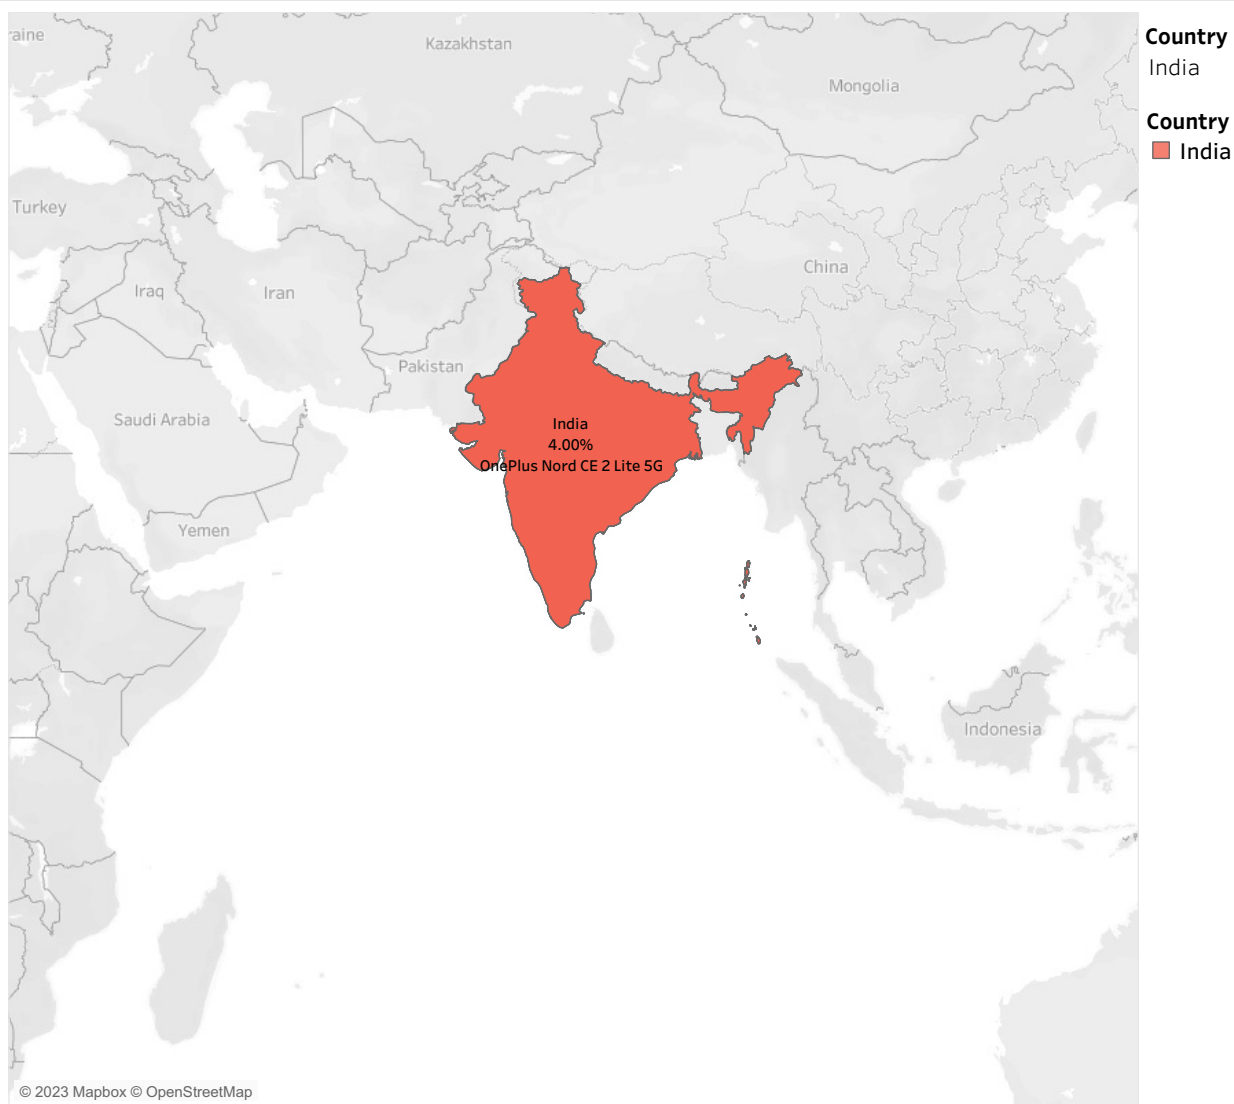 raine
Kazakhstan
Mongolia
Turkey
China
Iraq
Iran
Pakistan
Saudi Arabia
India
4.00%
OnePlus Nord CE 2 Lite 5G
Yemen
Indonesia
© 2023 Mapbox © OpenStreetMap
Country
India
Country
India